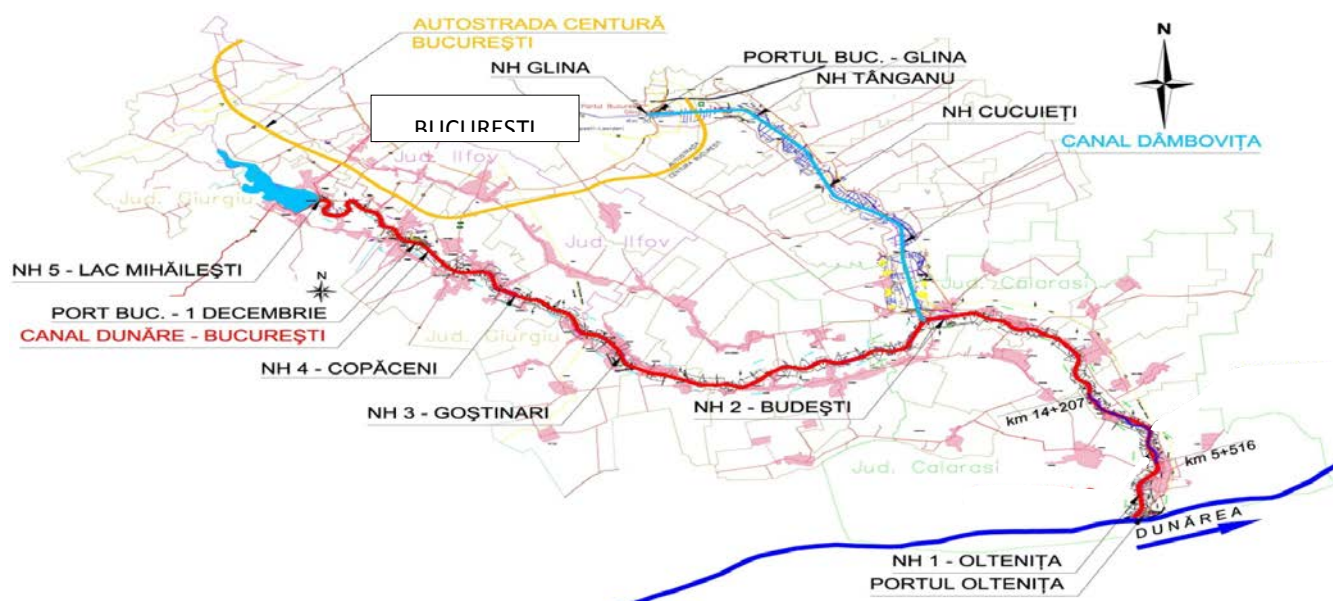 AUTOSTRADA CENTURĂ
BUCUREŞTI
N
PORTUL BUC. - GLINA
NH GLINA
NH TÂNGANU
BUCURESTI
NH CUCUIEŢI
CANAL DÂMBOVIŢA
Jud. Ilfov
AUTOSTRADA
CENTURA BUCUREŞTI
Jud. Giurgiu
Jud. Ilfov
NH 5 - LAC MIHĂILEŞTI
N
Jud. Calarasi
PORT BUC. - 1 DECEMBRIE
CANAL DUNĂRE - BUCUREŞTI
Jud. Giurgiu
NH 4 - COPĂCENI
NH 3 - GOŞTINARI
NH 2 - BUDEŞTI
km 14+207
km 5+516
Jud. Calarasi
DUNĂREA
NH 1 - OLTENIŢA
PORTUL OLTENIŢA